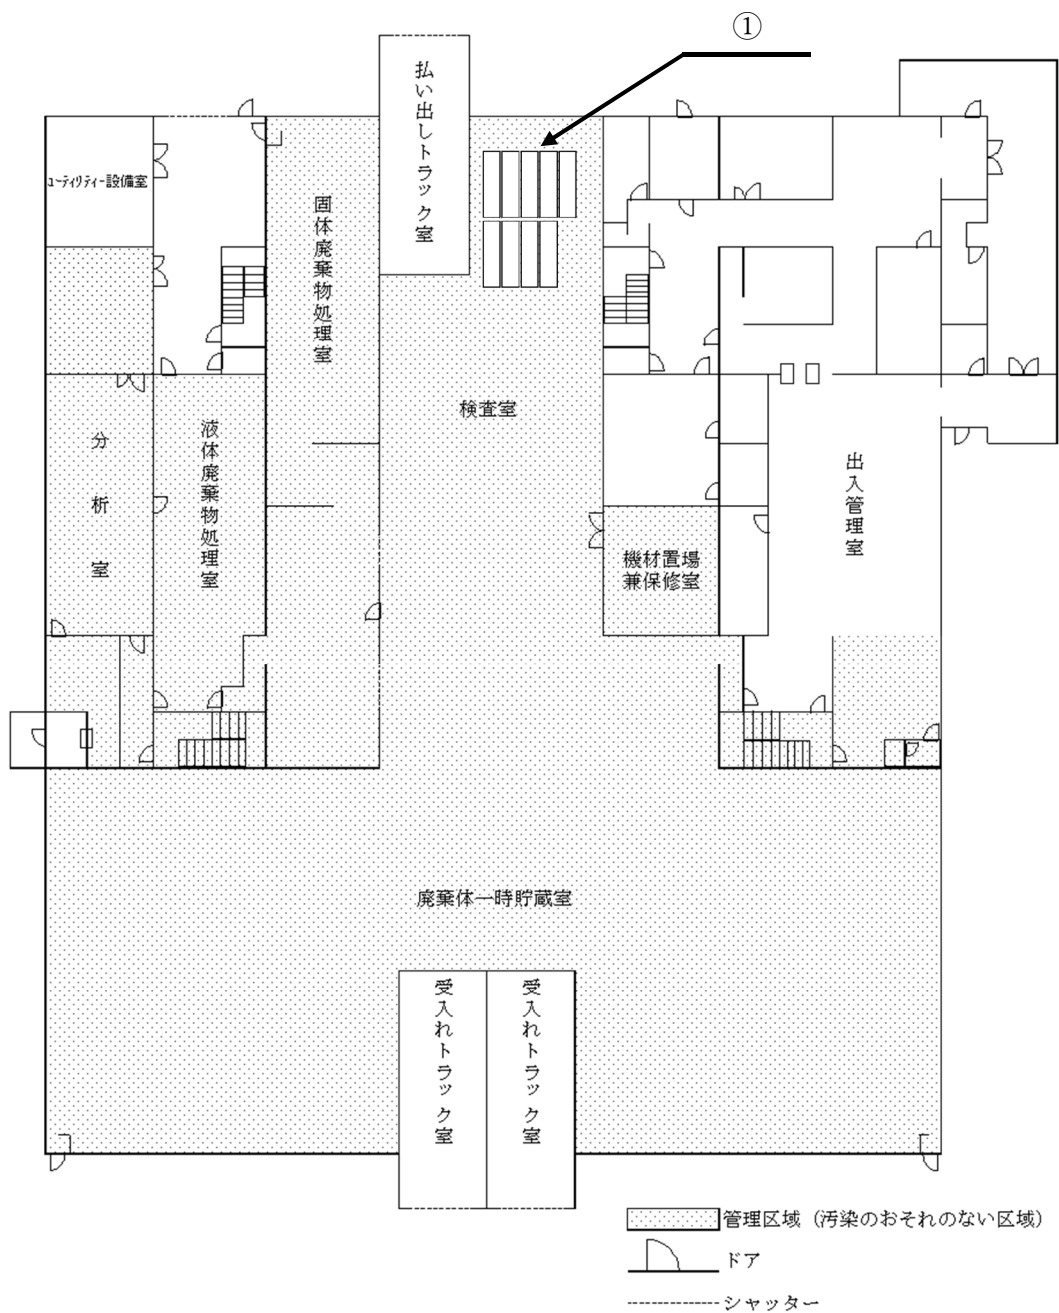 ①
払い出しトラック室
ユーティリティー設備室
固体廃棄物処理室
検査室
分析室
液体廃棄物処理室
出入管理室
機材置場
兼保修室
廃棄体一時貯蔵室
受入れトラック室
受入れトラック室
管理区域（汚染のおそれのない区域）
ドア
シャッター